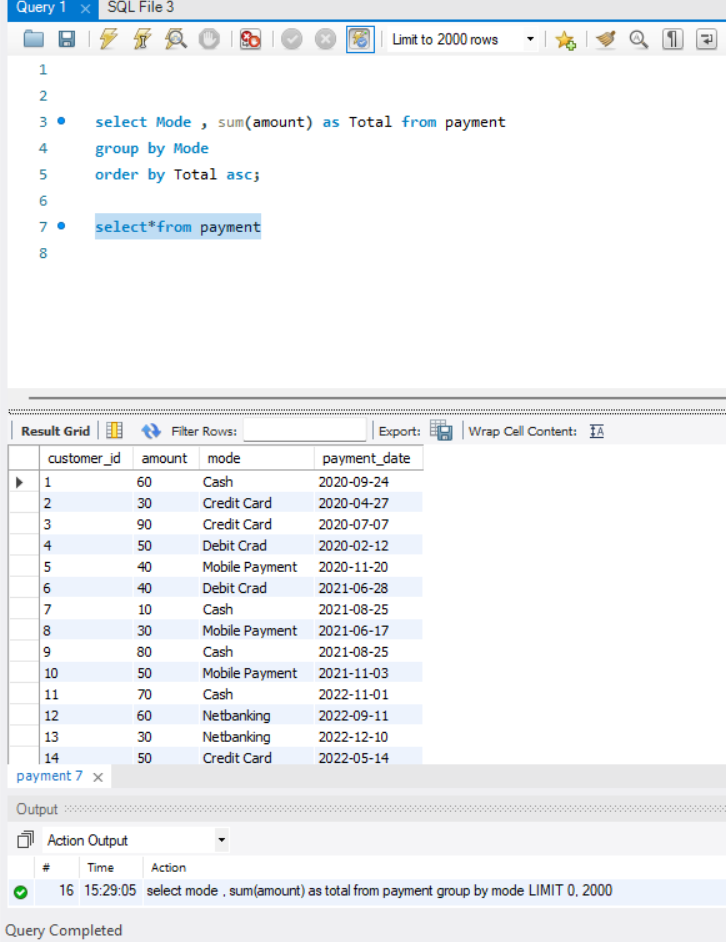 Query 1 × SQL File 3
Limit to 2000 rows
1
2
3 select Mode , sum(amount) as Total from payment
4 group by Mode
5 order by Total asc;
6
7 select*from payment
8
Result Grid Filter Rows: Export: Wrap Cell Content: IA
customer_id amount mode payment_date
1 60 Cash 2020-09-24
2 30 Credit Card 2020-04-27
3 90 Credit Card 2020-07-07
4 50 Debit Crad 2020-02-12
5 40 Mobile Payment 2020-11-20
6 40 Debit Crad 2021-06-28
7 10 Cash 2021-08-25
8 30 Mobile Payment 2021-06-17
9 80 Cash 2021-08-25
10 50 Mobile Payment 2021-11-03
11 70 Cash 2022-11-01
12 60 Netbanking 2022-09-11
13 30 Netbanking 2022-12-10
14 50 Credit Card 2022-05-14
payment 7 ×
Output
Action Output
# Time Action
16 15:29:05 select mode , sum(amount) as total from payment group by mode LIMIT 0, 2000
Query Completed